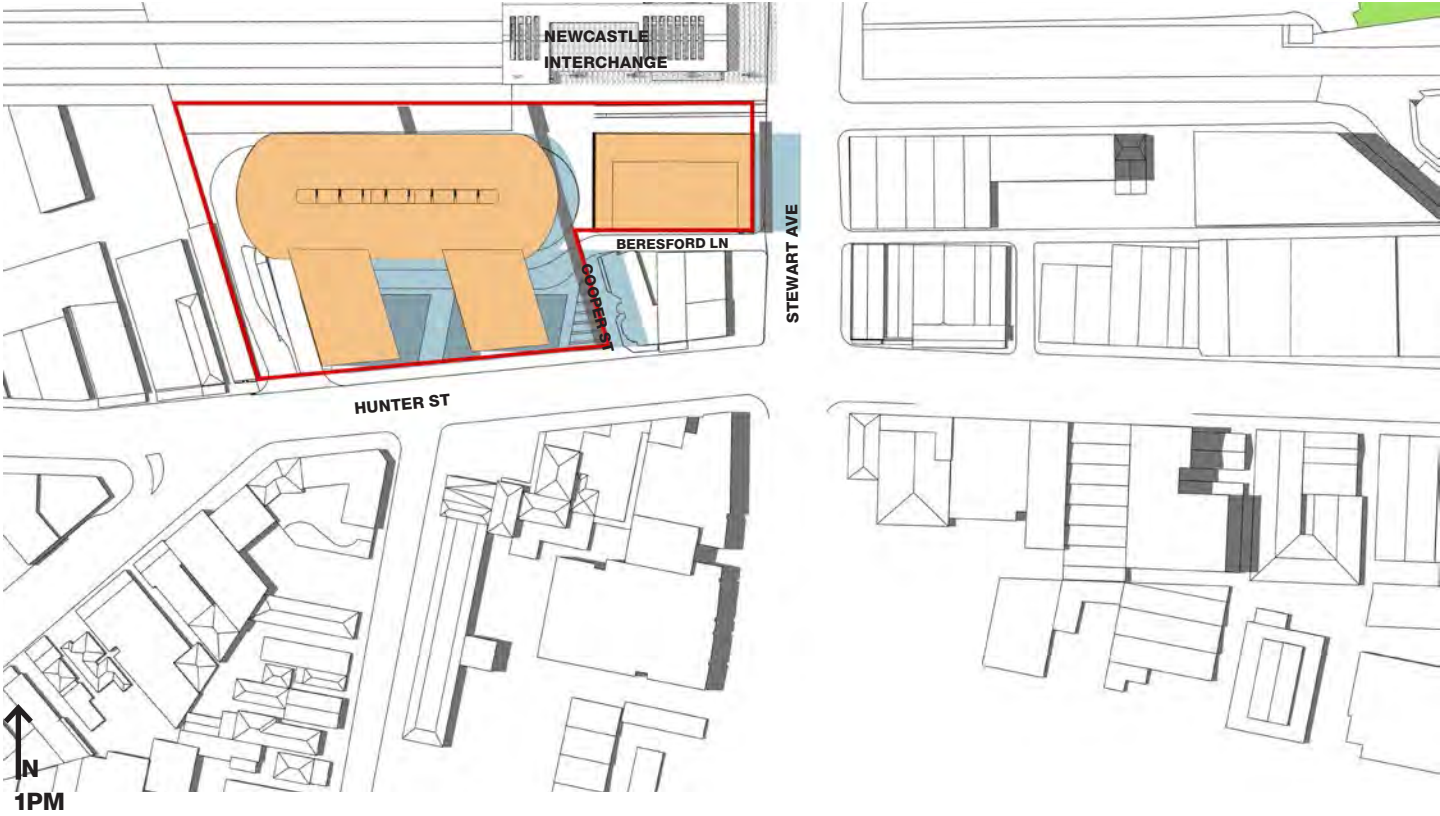 NEWCASTLE
INTERCHANGE
BERESFORD LN
STEWART AVE
COOPER ST
HUNTER ST
N
1PM